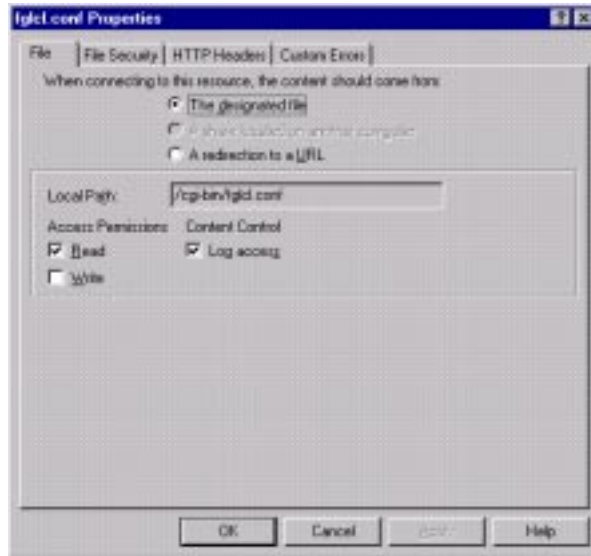 fglcl.conf Properties
File
File Security
HTTP Headers
Custom Errors
When connecting to this resource, the content should come from:
The designated file
A redirection to a URL
Local Path:
/cgi-bin/fglcl.conf
Access Permissions
Content Control
Read
Log access
Write
OK
Cancel
Help